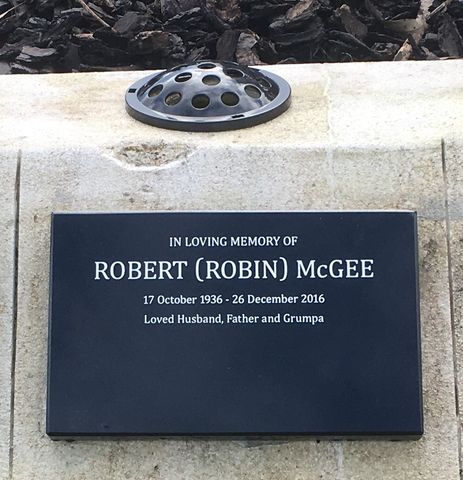 IN LOVING MEMORY OF
ROBERT (ROBIN) McGEE
17 October 1936 - 26 December 2016
Loved Husband, Father and Grumpa